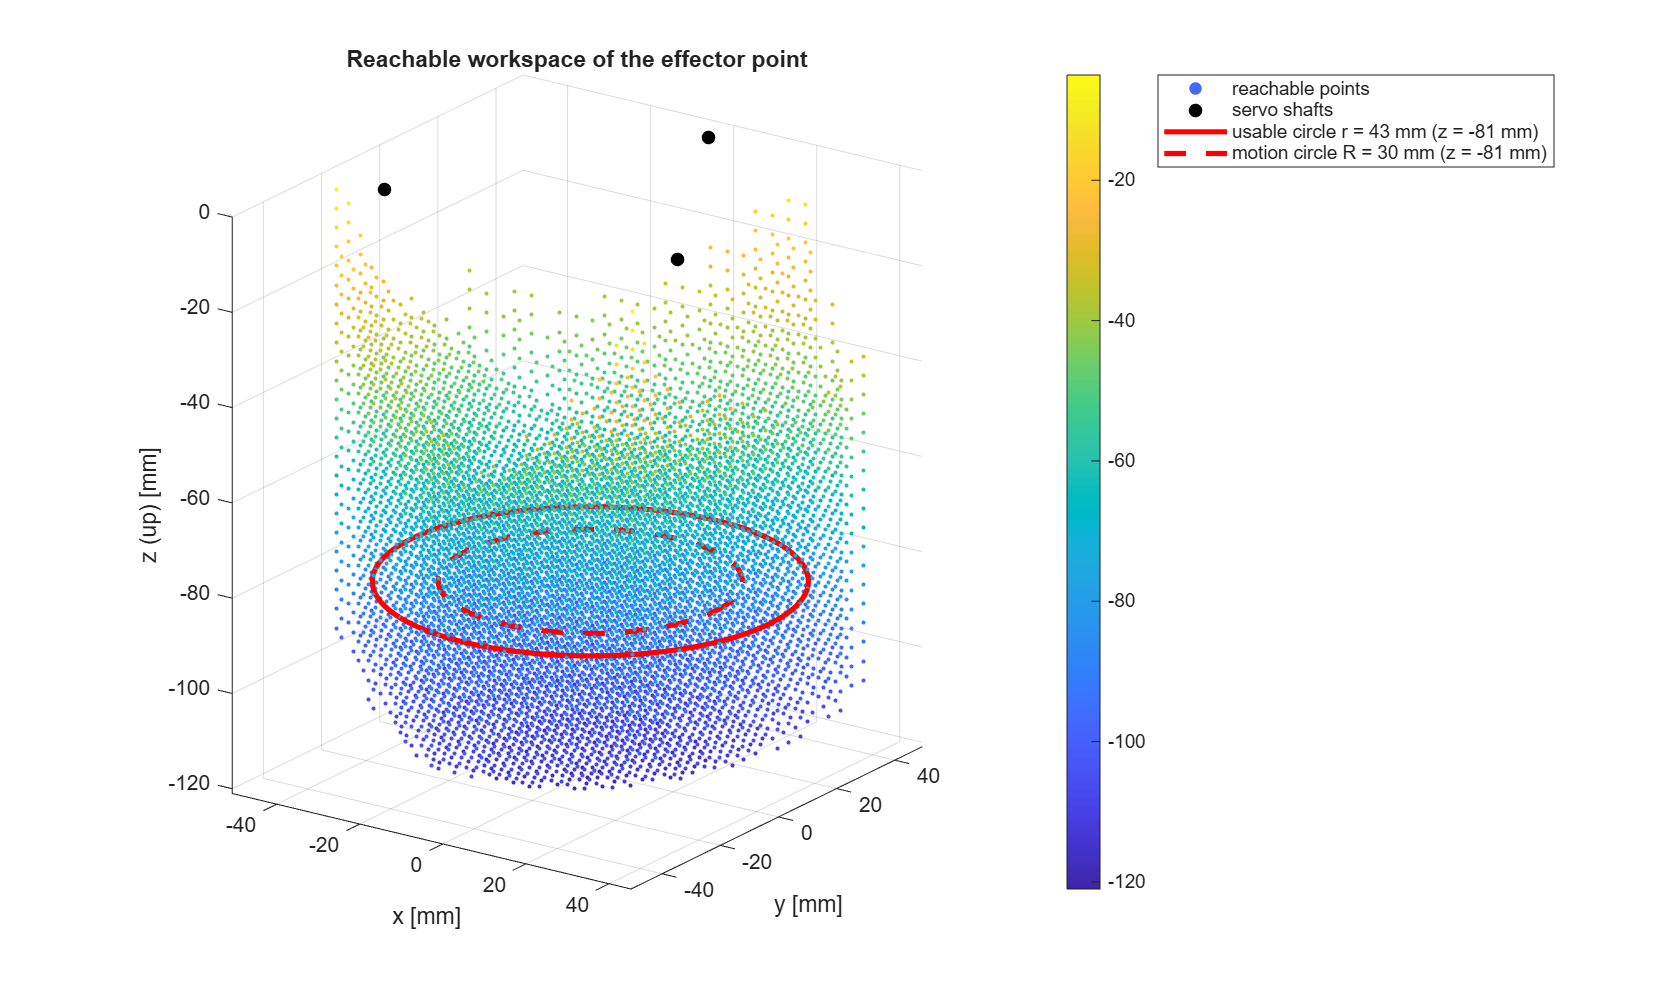 Reachable workspace of the effector point
reachable points
servo shafts
usable circle r = 43 mm (z = -81 mm)
motion circle R = 30 mm (z = -81 mm)
0
-20
-40
-60
-80
-100
-120
z (up) [mm]
-40
-20
0
20
40
x [mm]
-40
-20
0
20
40
y [mm]
-20
-40
-60
-80
-100
-120